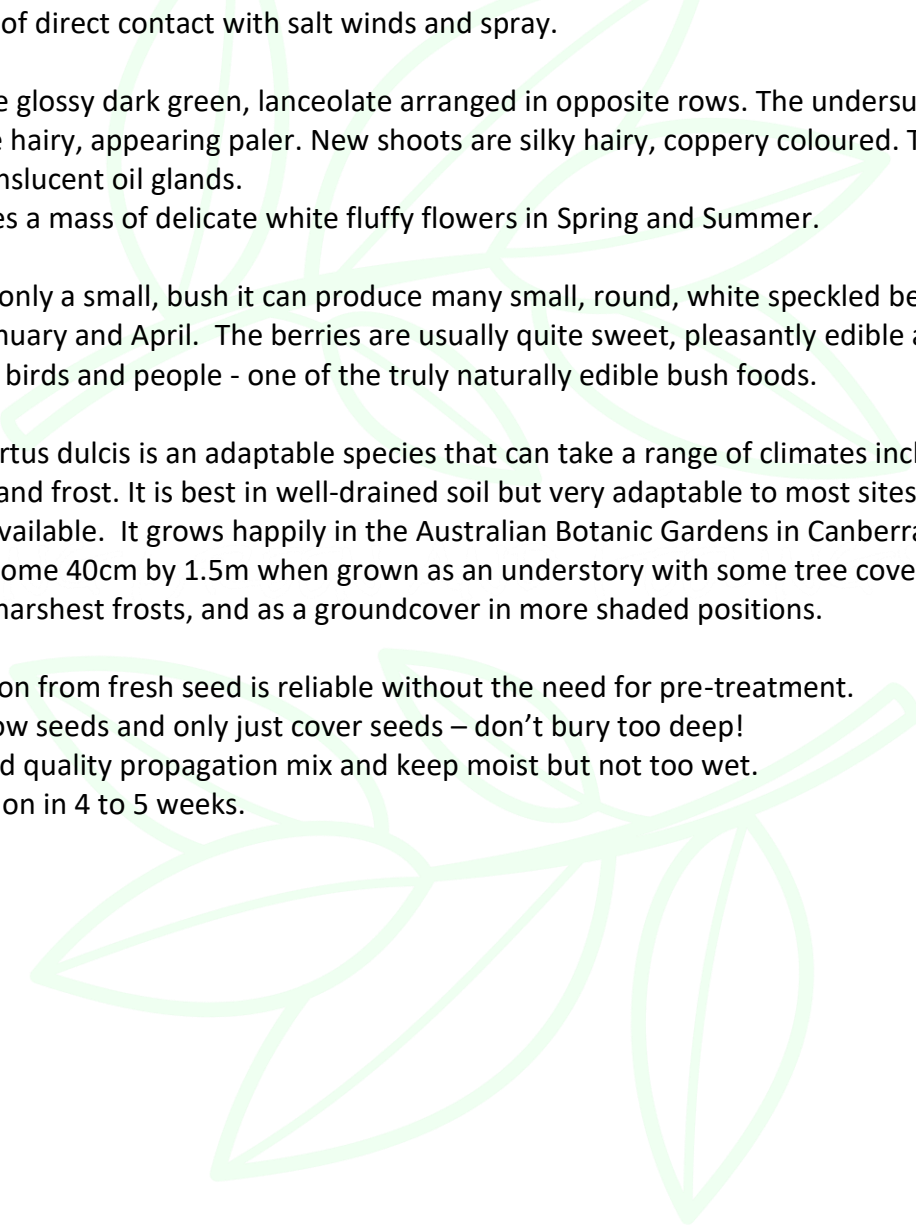 of direct contact with salt winds and spray.
e glossy dark green, lanceolate arranged in opposite rows. The undersu
hairy, appearing paler. New shoots are silky hairy, coppery coloured. T
nslucent oil glands.
es a mass of delicate white fluffy flowers in Spring and Summer.
only a small, bush it can produce many small, round, white speckled be
nuary and April. The berries are usually quite sweet, pleasantly edible a
birds and people - one of the truly naturally edible bush foods.
rtus dulcis is an adaptable species that can take a range of climates incl
and frost. It is best in well-drained soil but very adaptable to most sites
vailable. It grows happily in the Australian Botanic Gardens in Canberra
ome 40cm by 1.5m when grown as an understory with some tree cove
harshest frosts, and as a groundcover in more shaded positions.
on from fresh seed is reliable without the need for pre-treatment.
ow seeds and only just cover seeds – don’t bury too deep!
d quality propagation mix and keep moist but not too wet.
on in 4 to 5 weeks.